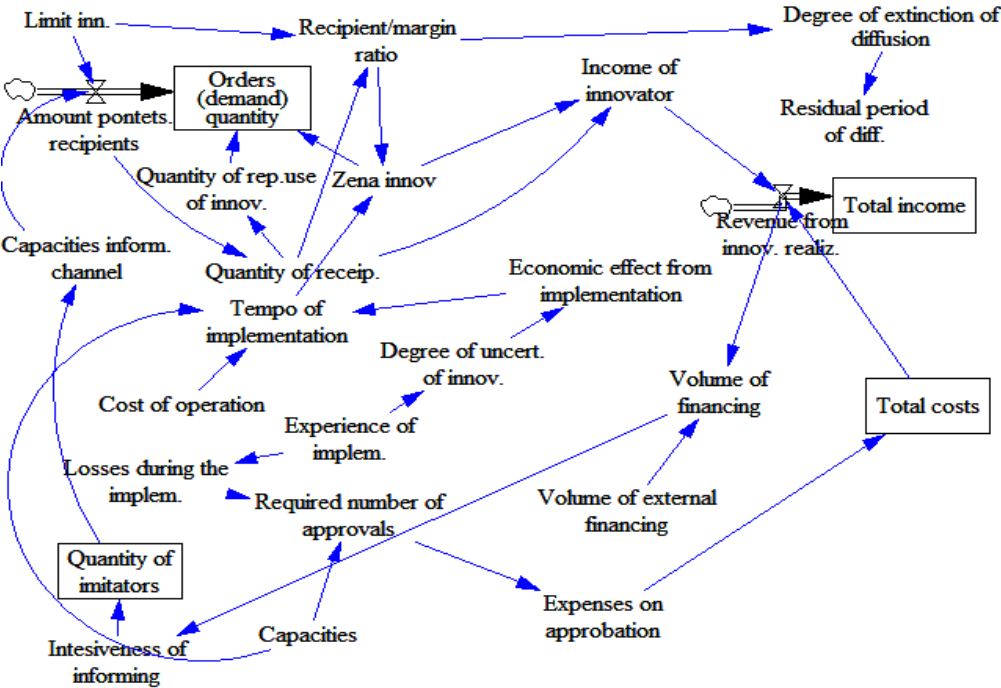 Limit inn.
Recipient/margin
ratio
Degree of extinction of
diffusion
Orders
(demand)
quantity
Income of
innovator
Amount pontets.
recipients
Residual period
of diff.
Quantity of rep.use
of innov.
Zena innov
Total income
Revenue from
innov. realiz.
Capacities inform.
channel
Quantity of receip.
Economic effect from
implementation
Tempo of
implementation
Degree of uncert.
of innov.
Volume of
financing
Cost of operation
Total costs
Experience of
implem.
Losses during the
implem.
Required number of
approvals
Volume of external
financing
Quantity of
imitators
Expenses on
approbation
Capacities
Intesiveness of
informing